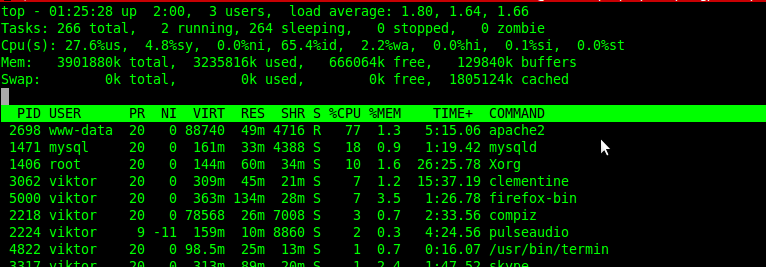 top - 01:25:28 up  2:00,  3 users,  load average: 1.80, 1.64, 1.66
Tasks: 266 total,   2 running, 264 sleeping,   0 stopped,   0 zombie
Cpu(s): 27.6%us,  4.8%sy,  0.0%ni, 65.4%id,  2.2%wa,  0.0%hi,  0.1%si,  0.0%st
Mem:   3901880k total,  3235816k used,   666064k free,   129840k buffers
Swap:        0k total,        0k used,        0k free,  1805124k cached
  PID USER      PR  NI  VIRT  RES  SHR S %CPU %MEM    TIME+  COMMAND
 2698 www-data  20   0 88740  49m 4716 R   77  1.3   5:15.06 apache2
 1471 mysql     20   0  161m  33m 4388 S   18  0.9   1:19.42 mysqld
 1406 root      20   0  144m  60m  34m S   10  1.6  26:25.78 Xorg
 3062 viktor    20   0  309m  45m  21m S    7  1.2  15:37.19 clementine
 5000 viktor    20   0  363m 134m  28m S    7  3.5   1:26.78 firefox-bin
 2218 viktor    20   0 78568  26m 7008 S    3  0.7   2:33.56 compiz
 2224 viktor     9 -11  159m  10m 8860 S    2  0.3   4:24.56 pulseaudio
 4822 viktor    20   0 98.5m  25m  13m S    1  0.7   0:16.07 /usr/bin/termin
 3317 viktor    20   0  313m  89m  20m S    1  2.4   1:47.52 skype